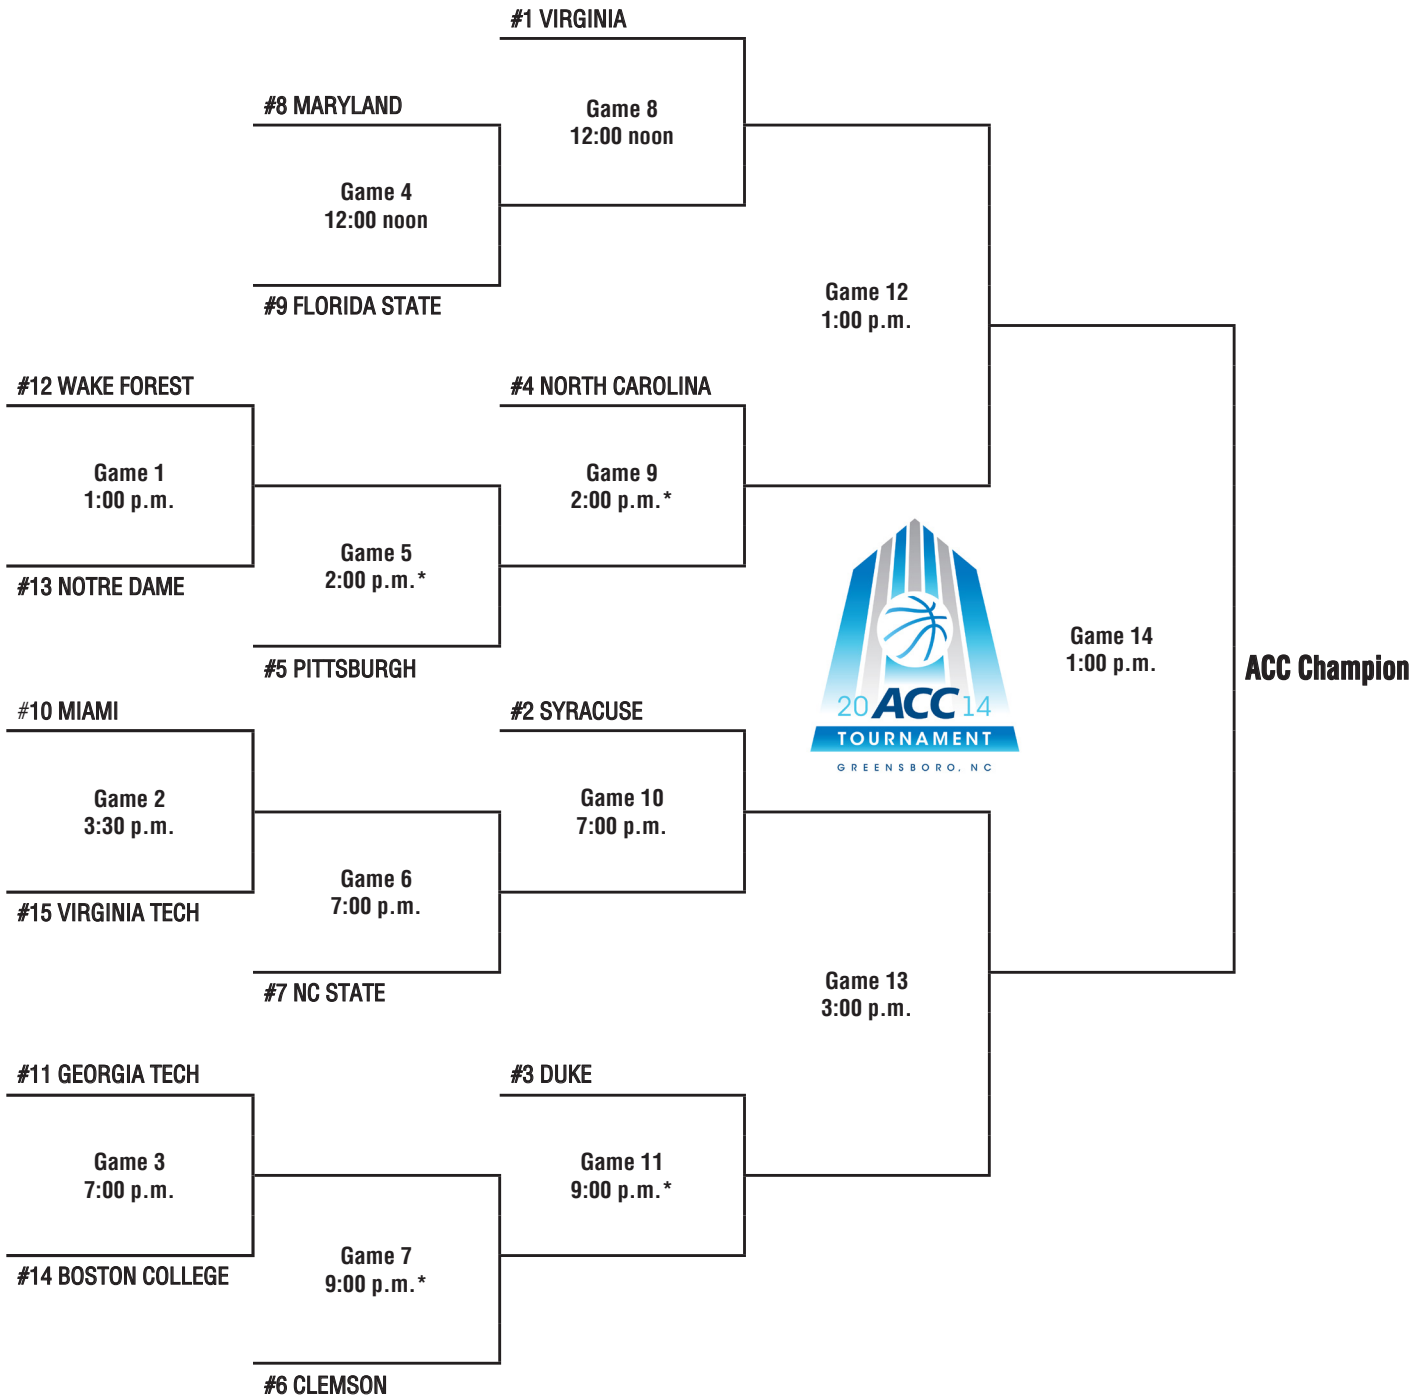 #1 VIRGINIA
#8 MARYLAND
Game 8
12:00 noon
Game 4
12:00 noon
#9 FLORIDA STATE
Game 12
1:00 p.m.
#12 WAKE FOREST
#4 NORTH CAROLINA
Game 1
1:00 p.m.
Game 9
2:00 p.m.*
Game 5
2:00 p.m.*
#13 NOTRE DAME
Game 14
1:00 p.m.
ACC Champion
#5 PITTSBURGH
#10 MIAMI
#2 SYRACUSE
20 ACC 14
TOURNAMENT
GREENSBORO, NC
Game 2
3:30 p.m.
Game 10
7:00 p.m.
Game 6
7:00 p.m.
#15 VIRGINIA TECH
#7 NC STATE
Game 13
3:00 p.m.
#11 GEORGIA TECH
#3 DUKE
Game 3
7:00 p.m.
Game 11
9:00 p.m.*
#14 BOSTON COLLEGE
Game 7
9:00 p.m.*
#6 CLEMSON